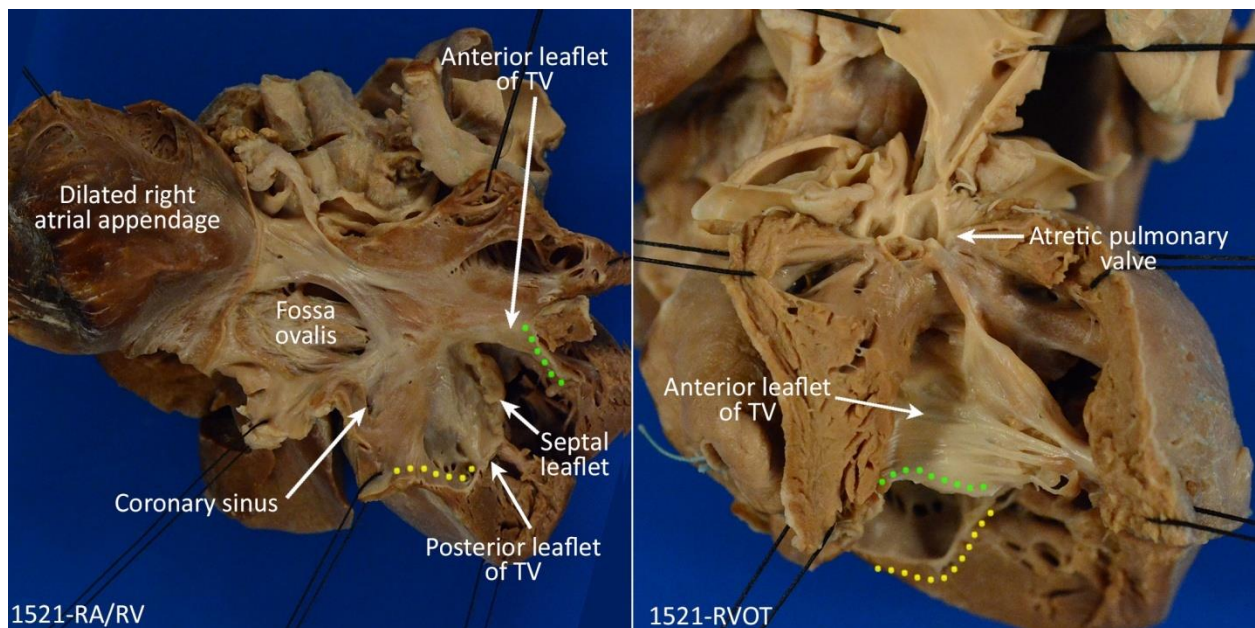 Anterior leaflet
of TV
Dilated right
atrial appendage
Fossa
ovalis
Septal
leaflet
Coronary sinus
Posterior leaflet
of TV
1521-RA/RV
Atretic pulmonary
valve
Anterior leaflet
of TV
1521-RVOT